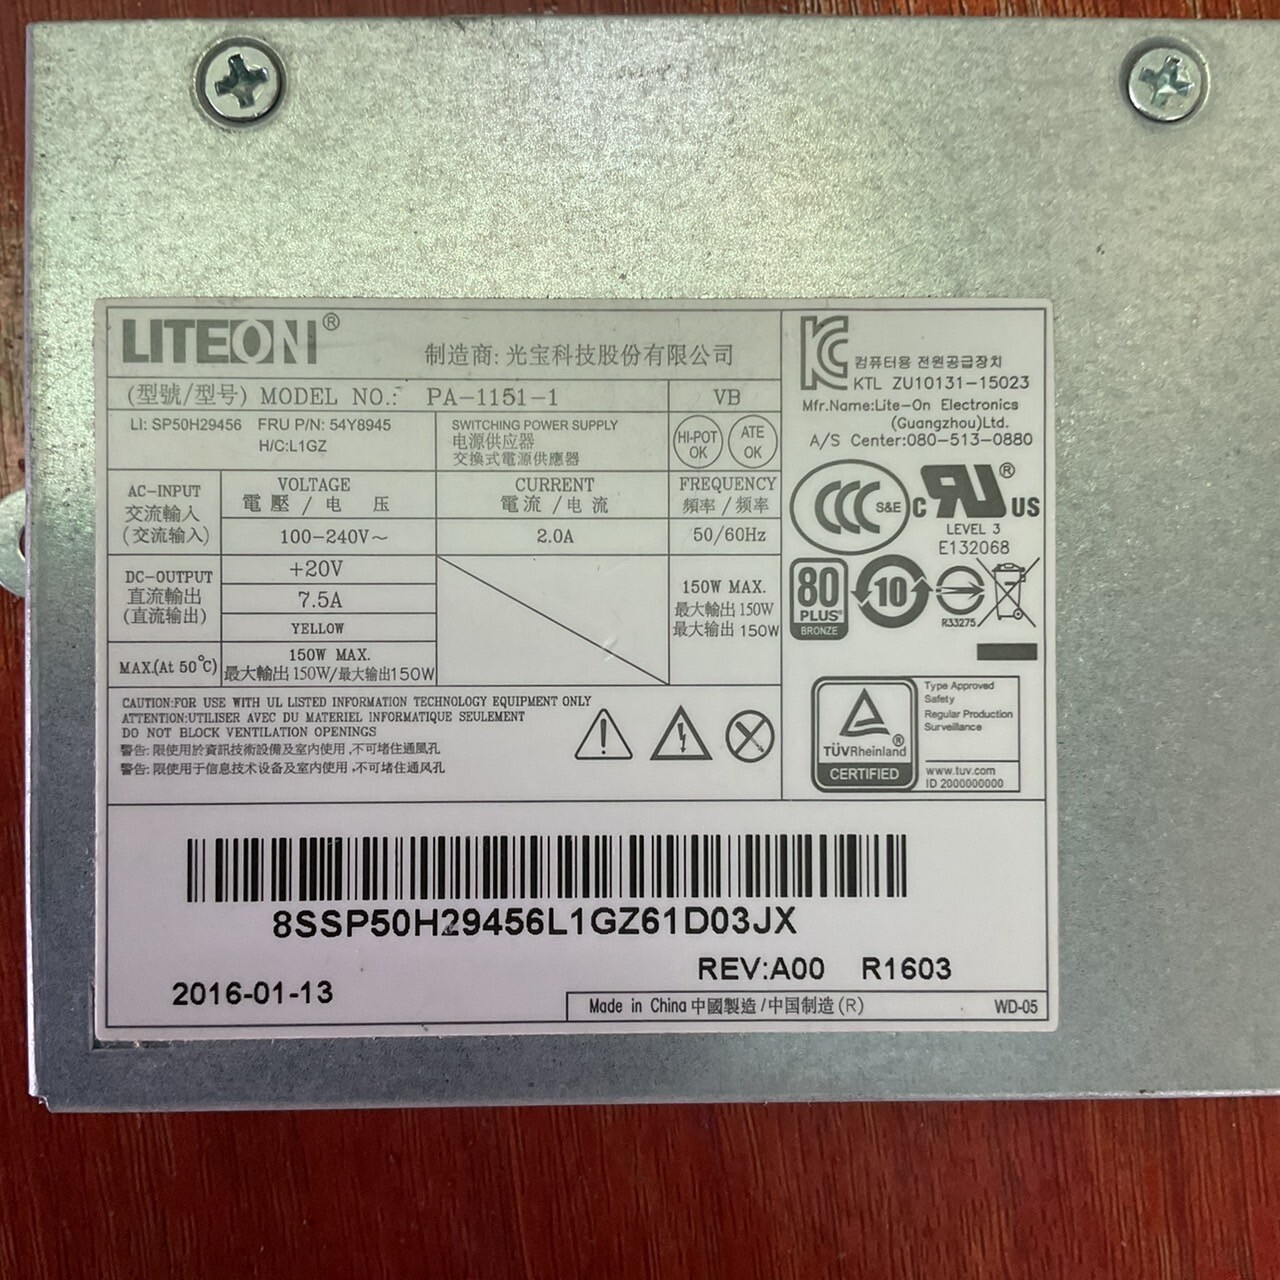 LITEON®
制造商: 光宝科技股份有限公司
(型號/型号) MODEL NO.: PA-1151-1 VB
LI: SP50H29456 FRU P/N: 54Y8945
H/C:L1GZ
SWITCHING POWER SUPPLY
电源供应器
交換式電源供應器
HI-POT
OK
ATE
OK
AC-INPUT
交流輸入
(交流输入)
VOLTAGE
電壓 / 电 压
100-240V~
CURRENT
電流 / 电流
2.0A
FREQUENCY
頻率 / 频率
50/60Hz
DC-OUTPUT
直流輸出
(直流输出)
+20V
7.5A
YELLOW
150W MAX.
最大輸出 150W
最大输出 150W
MAX.(At 50℃)
150W MAX.
最大輸出 150W/最大输出150W
CAUTION:FOR USE WITH UL LISTED INFORMATION TECHNOLOGY EQUIPMENT ONLY
ATTENTION:UTILISER AVEC DU MATERIEL INFORMATIQUE SEULEMENT
DO NOT BLOCK VENTILATION OPENINGS
警告: 限使用於資訊技術設備及室內使用 ,不可堵住通風孔
警告: 限使用于信息技术设备及室内使用 ,不可堵住通风孔
KC
컴퓨터용 전원공급장치
KTL ZU10131-15023
Mfr.Name:Lite-On Electronics
(Guangzhou)Ltd.
A/S Center:080-513-0880
CCC S&E
C RU® US
LEVEL 3
E132068
80
PLUS®
BRONZE
10
R33275
TÜVRheinland®
CERTIFIED
Type Approved
Safety
Regular Production
Surveillance
www.tuv.com
ID 2000000000
8SSP50H29456L1GZ61D03JX
REV:A00 R1603
2016-01-13
Made in China 中國製造 /中国制造 (R) WD-05